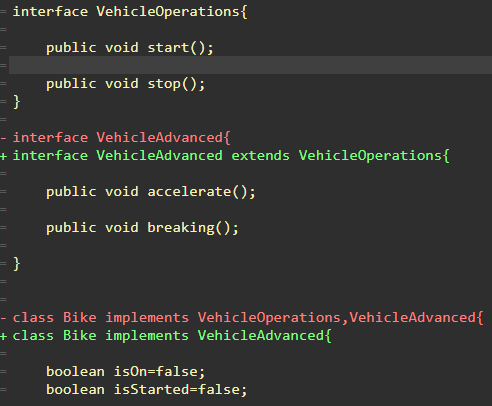 = interface VehicleOperations{
=
= public void start();
=
= public void stop();
= }
=
- interface VehicleAdvanced{
+ interface VehicleAdvanced extends VehicleOperations{
=
= public void accelerate();
=
= public void breaking();
=
= }
=
=
- class Bike implements VehicleOperations,VehicleAdvanced{
+ class Bike implements VehicleAdvanced{
=
= boolean isOn=false;
= boolean isStarted=false;